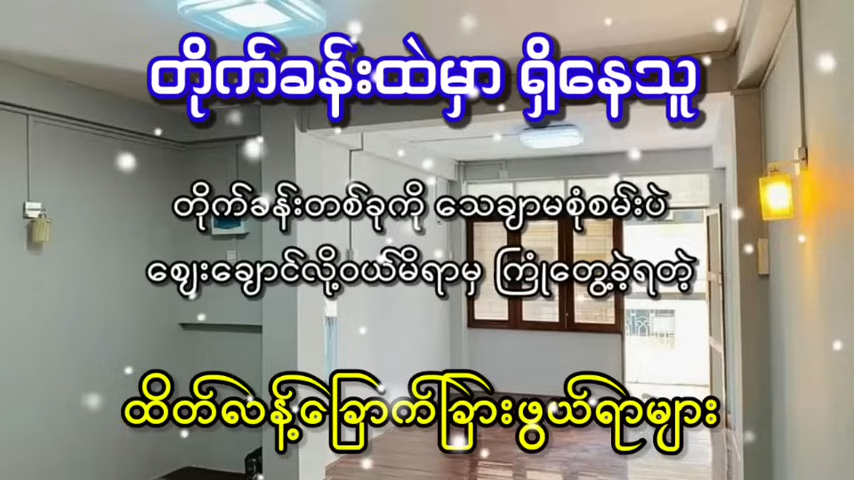 တိုက်ခန်းထဲမှာ ရှိနေသူ
တိုက်ခန်းတစ်ခုကို သေချာမစုံစမ်းပဲ
ဈေးချောင်လို့ဝယ်မိရာမှ ကြုံတွေ့ခဲ့ရတဲ့
ထိတ်လန့်ခြောက်ခြားဖွယ်ရာများ